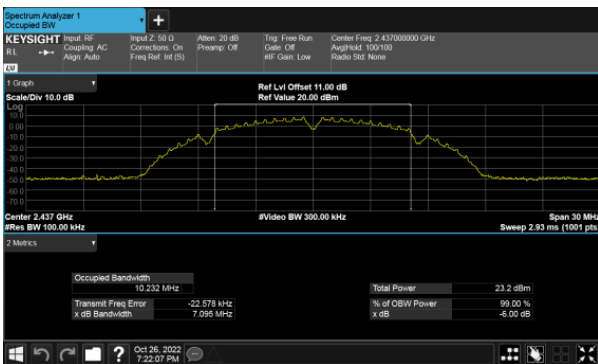 Spectrum Analyzer 1
Occupied BW
KEYSIGHT Input: RF Input Z: 50 Ω Atten: 20 dB Trig: Free Run Center Freq: 2.437000000 GHz
RL Coupling: AC Corrections: On Preamp: Off Gate: Off Avg|Hold: 100/100
Align: Auto Freq Ref: Int (S) #IF Gain: Low Radio Std: None
LV
1 Graph
Scale/Div 10.0 dB Ref Lvl Offset 11.00 dB
Ref Value 20.00 dBm
Log
10.0
0.00
-10.0
-20.0
-30.0
-40.0
-50.0
-60.0
-70.0
Center 2.437 GHz #Video BW 300.00 kHz Span 30 MHz
#Res BW 100.00 kHz Sweep 2.93 ms (1001 pts
2 Metrics
Occupied Bandwidth
10.232 MHz Total Power 23.2 dBm
Transmit Freq Error -22.578 kHz % of OBW Power 99.00 %
x dB Bandwidth 7.095 MHz x dB -6.00 dB
? Oct 26, 2022
7:22:07 PM